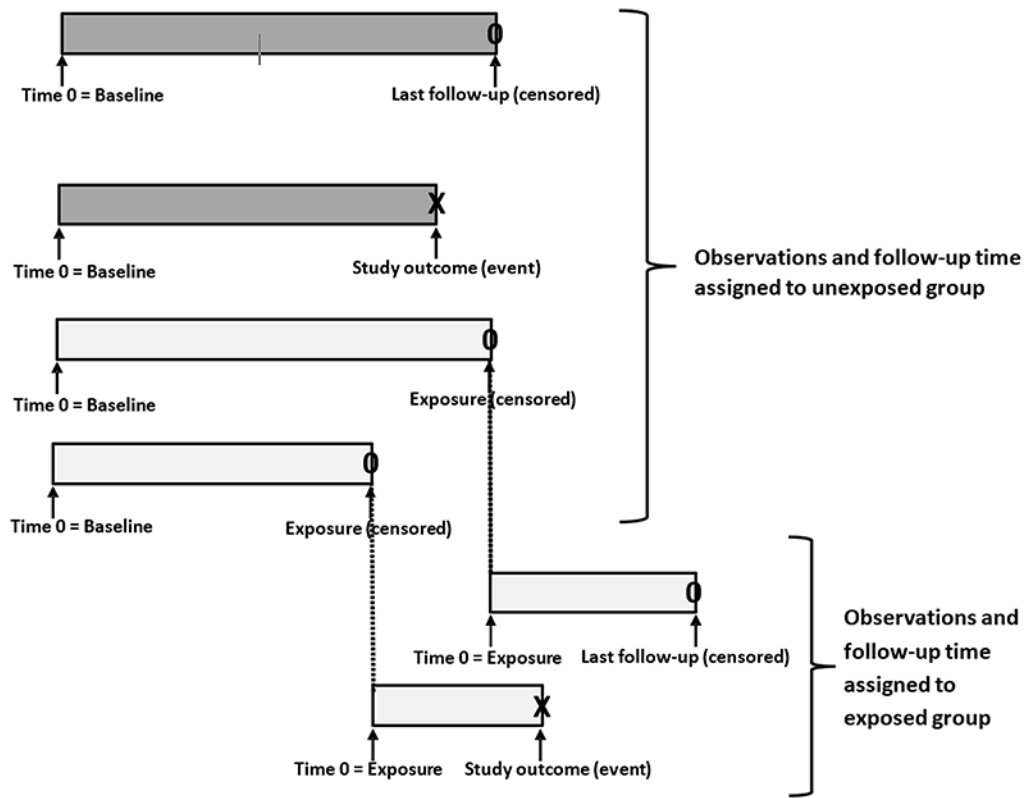 0
Time 0 = Baseline
Last follow-up (censored)
X
Time 0 = Baseline
Study outcome (event)
Observations and follow-up time
assigned to unexposed group
0
Time 0 = Baseline
Exposure (censored)
0
Time 0 = Baseline
Exposure (censored)
0
Time 0 = Exposure
Last follow-up (censored)
Observations and
follow-up time
assigned to
exposed group
X
Time 0 = Exposure
Study outcome (event)